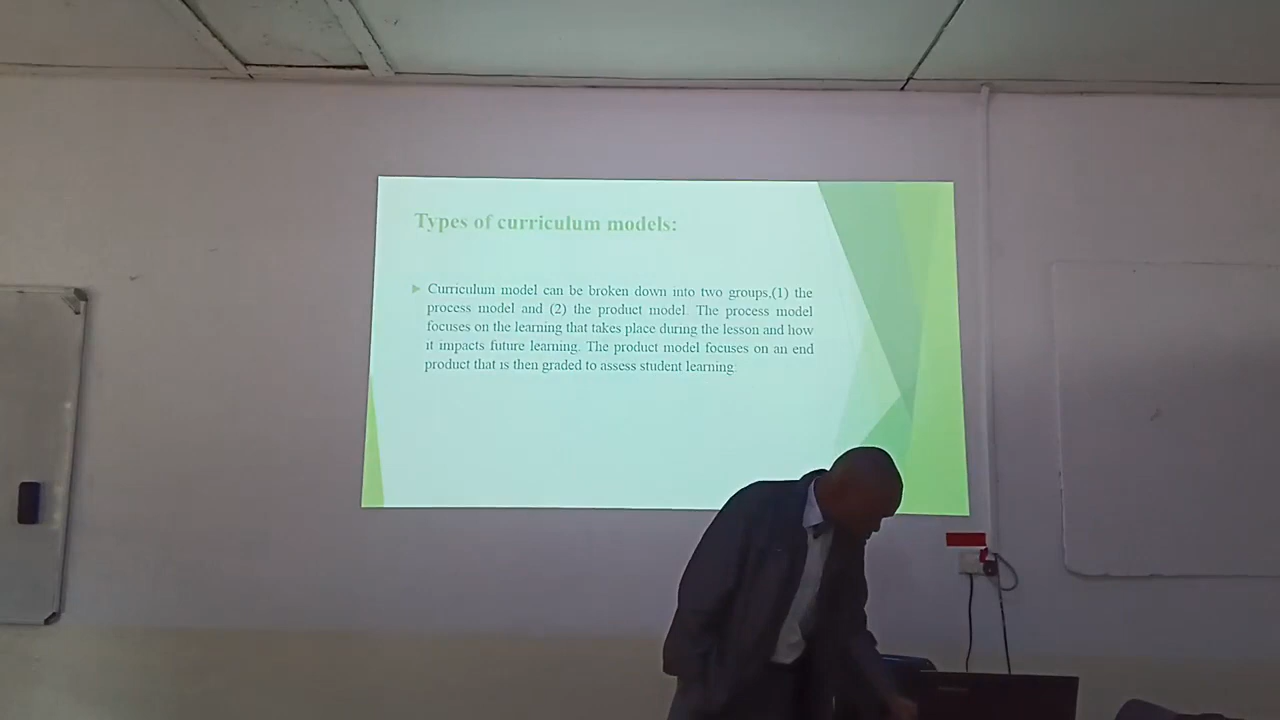 Types of curriculum models:
Curriculum model can be broken down into two groups,(1) the
process model and (2) the product model. The process model
focuses on the learning that takes place during the lesson and how
it impacts future learning. The product model focuses on an end
product that is then graded to assess student learning